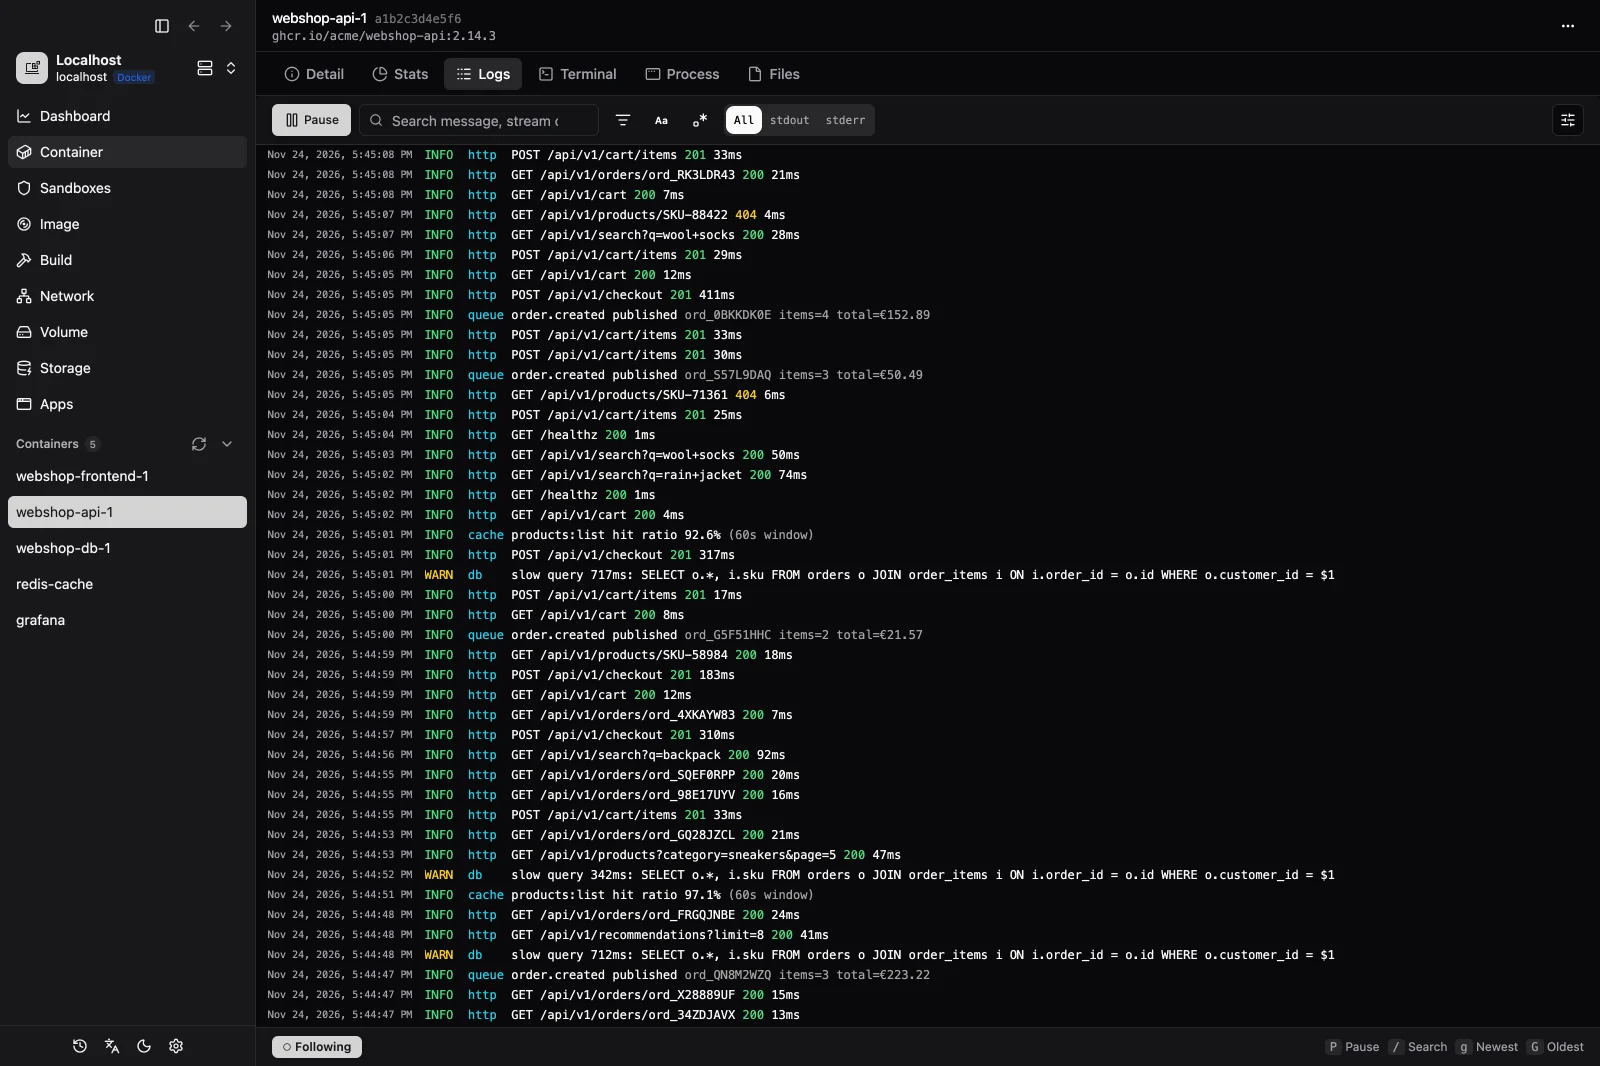 Localhost
localhost Docker
Dashboard
Container
Sandboxes
Image
Build
Network
Volume
Storage
Apps
Containers 5
webshop-frontend-1
webshop-api-1
webshop-db-1
redis-cache
grafana
webshop-api-1 a1b2c3d4e5f6
ghcr.io/acme/webshop-api:2.14.3
Detail Stats Logs Terminal Process Files
Pause Search message, stream c Aa .* All stdout stderr
Nov 24, 2026, 5:45:08 PM INFO http POST /api/v1/cart/items 201 33ms
Nov 24, 2026, 5:45:08 PM INFO http GET /api/v1/orders/ord_RK3LDR43 200 21ms
Nov 24, 2026, 5:45:08 PM INFO http GET /api/v1/cart 200 7ms
Nov 24, 2026, 5:45:07 PM INFO http GET /api/v1/products/SKU-88422 404 4ms
Nov 24, 2026, 5:45:07 PM INFO http GET /api/v1/search?q=wool+socks 200 28ms
Nov 24, 2026, 5:45:06 PM INFO http POST /api/v1/cart/items 201 29ms
Nov 24, 2026, 5:45:05 PM INFO http GET /api/v1/cart 200 12ms
Nov 24, 2026, 5:45:05 PM INFO http POST /api/v1/checkout 201 411ms
Nov 24, 2026, 5:45:05 PM INFO queue order.created published ord_0BKKDK0E items=4 total=€152.89
Nov 24, 2026, 5:45:05 PM INFO http POST /api/v1/cart/items 201 33ms
Nov 24, 2026, 5:45:05 PM INFO http POST /api/v1/cart/items 201 30ms
Nov 24, 2026, 5:45:05 PM INFO queue order.created published ord_S57L9DAQ items=3 total=€50.49
Nov 24, 2026, 5:45:05 PM INFO http GET /api/v1/products/SKU-71361 404 6ms
Nov 24, 2026, 5:45:04 PM INFO http POST /api/v1/cart/items 201 25ms
Nov 24, 2026, 5:45:04 PM INFO http GET /healthz 200 1ms
Nov 24, 2026, 5:45:03 PM INFO http GET /api/v1/search?q=wool+socks 200 50ms
Nov 24, 2026, 5:45:02 PM INFO http GET /api/v1/search?q=rain+jacket 200 74ms
Nov 24, 2026, 5:45:02 PM INFO http GET /healthz 200 1ms
Nov 24, 2026, 5:45:02 PM INFO http GET /api/v1/cart 200 4ms
Nov 24, 2026, 5:45:01 PM INFO cache products:list hit ratio 92.6% (60s window)
Nov 24, 2026, 5:45:01 PM INFO http POST /api/v1/checkout 201 317ms
Nov 24, 2026, 5:45:01 PM WARN db slow query 717ms: SELECT o.*, i.sku FROM orders o JOIN order_items i ON i.order_id = o.id WHERE o.customer_id = $1
Nov 24, 2026, 5:45:00 PM INFO http POST /api/v1/cart/items 201 17ms
Nov 24, 2026, 5:45:00 PM INFO http GET /api/v1/cart 200 8ms
Nov 24, 2026, 5:45:00 PM INFO queue order.created published ord_G5F51HHC items=2 total=€21.57
Nov 24, 2026, 5:44:59 PM INFO http GET /api/v1/products/SKU-58984 200 18ms
Nov 24, 2026, 5:44:59 PM INFO http POST /api/v1/checkout 201 183ms
Nov 24, 2026, 5:44:59 PM INFO http GET /api/v1/cart 200 12ms
Nov 24, 2026, 5:44:59 PM INFO http GET /api/v1/orders/ord_4XKAYW83 200 7ms
Nov 24, 2026, 5:44:57 PM INFO http POST /api/v1/checkout 201 310ms
Nov 24, 2026, 5:44:56 PM INFO http GET /api/v1/search?q=backpack 200 92ms
Nov 24, 2026, 5:44:55 PM INFO http GET /api/v1/orders/ord_SQEF0RPP 200 20ms
Nov 24, 2026, 5:44:55 PM INFO http GET /api/v1/orders/ord_98E17UYV 200 16ms
Nov 24, 2026, 5:44:55 PM INFO http POST /api/v1/cart/items 201 33ms
Nov 24, 2026, 5:44:53 PM INFO http GET /api/v1/orders/ord_GQ28JZCL 200 21ms
Nov 24, 2026, 5:44:53 PM INFO http GET /api/v1/products?category=sneakers&page=5 200 47ms
Nov 24, 2026, 5:44:52 PM WARN db slow query 342ms: SELECT o.*, i.sku FROM orders o JOIN order_items i ON i.order_id = o.id WHERE o.customer_id = $1
Nov 24, 2026, 5:44:51 PM INFO cache products:list hit ratio 97.1% (60s window)
Nov 24, 2026, 5:44:48 PM INFO http GET /api/v1/orders/ord_FRGQJNBE 200 24ms
Nov 24, 2026, 5:44:48 PM INFO http GET /api/v1/recommendations?limit=8 200 41ms
Nov 24, 2026, 5:44:48 PM WARN db slow query 712ms: SELECT o.*, i.sku FROM orders o JOIN order_items i ON i.order_id = o.id WHERE o.customer_id = $1
Nov 24, 2026, 5:44:47 PM INFO queue order.created published ord_QN8M2WZQ items=3 total=€223.22
Nov 24, 2026, 5:44:47 PM INFO http GET /api/v1/orders/ord_X28889UF 200 15ms
Nov 24, 2026, 5:44:47 PM INFO http GET /api/v1/orders/ord_34ZDJAVX 200 13ms
Following P Pause / Search g Newest G Oldest